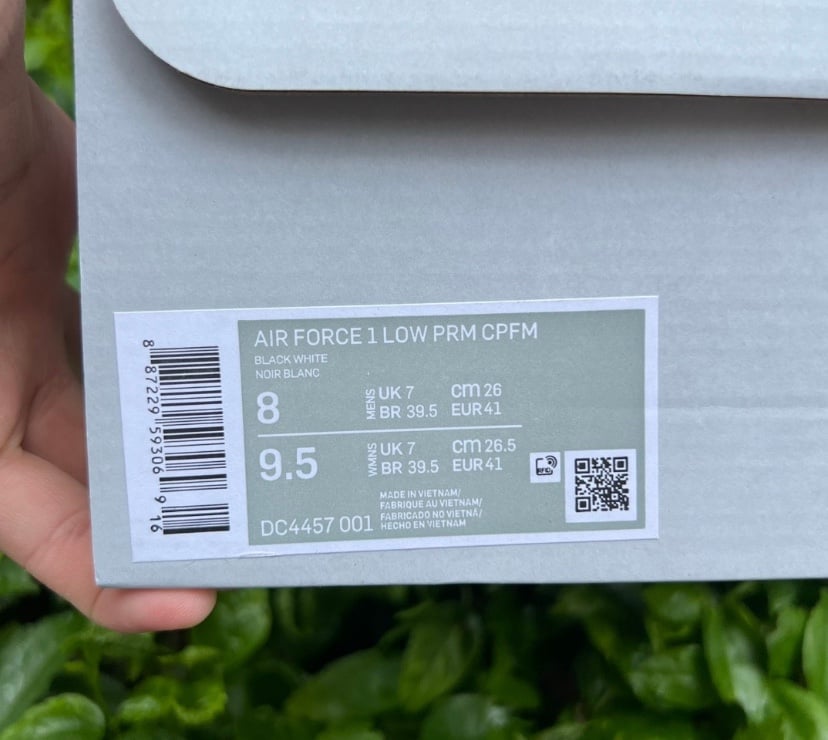 AIR FORCE 1 LOW PRM CPFM
BLACK WHITE
NOIR BLANC
8
MENS
UK 7
cm 26
BR 39.5
EUR 41
9.5
WMNS
UK 7
cm 26.5
BR 39.5
EUR 41
DC4457 001
MADE IN VIETNAM/
FABRIQUE AU VIETNAM/
FABRICADO NO VIETNÃ/
HECHO EN VIETNAM
RFID
8 87229 59306 9 16